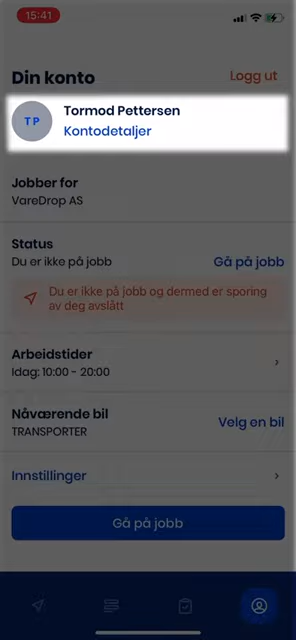 15:41
Din konto
Logg ut
TP
Tormod Pettersen
Kontodetaljer
Jobber for
VareDrop AS
Status
Du er ikke på jobb
Gå på jobb
Du er ikke på jobb og dermed er sporing
av deg avslått
Arbeidstider
Idag: 10:00 - 20:00
Nåværende bil
TRANSPORTER
Velg en bil
Innstillinger
Gå på jobb